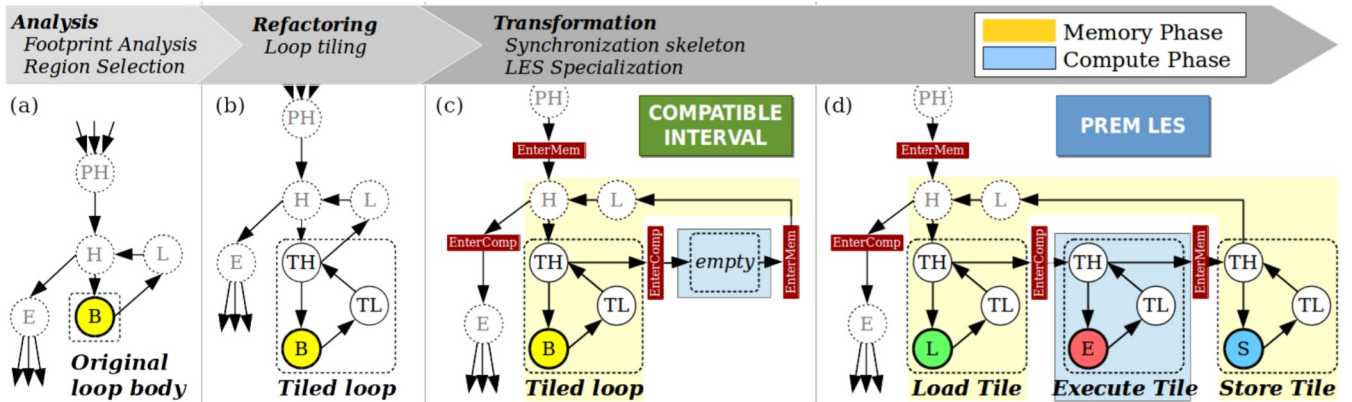 Analysis
Footprint Analysis
Region Selection
Refactoring
Loop tiling
Transformation
Synchronization skeleton
LES Specialization
Memory Phase
Compute Phase
(a)
PH
H
L
E
B
Original
loop body
(b)
PH
H
L
E
TH
TL
B
Tiled loop
(c)
PH
COMPATIBLE
INTERVAL
EnterMem
H
L
EnterComp
TH
EnterComp
empty
EnterMem
E
TL
B
Tiled loop
(d)
PH
PREM LES
EnterMem
H
L
EnterComp
TH
EnterComp
TH
EnterMem
TH
E
TL
TL
TL
L
E
S
Load Tile
Execute Tile
Store Tile